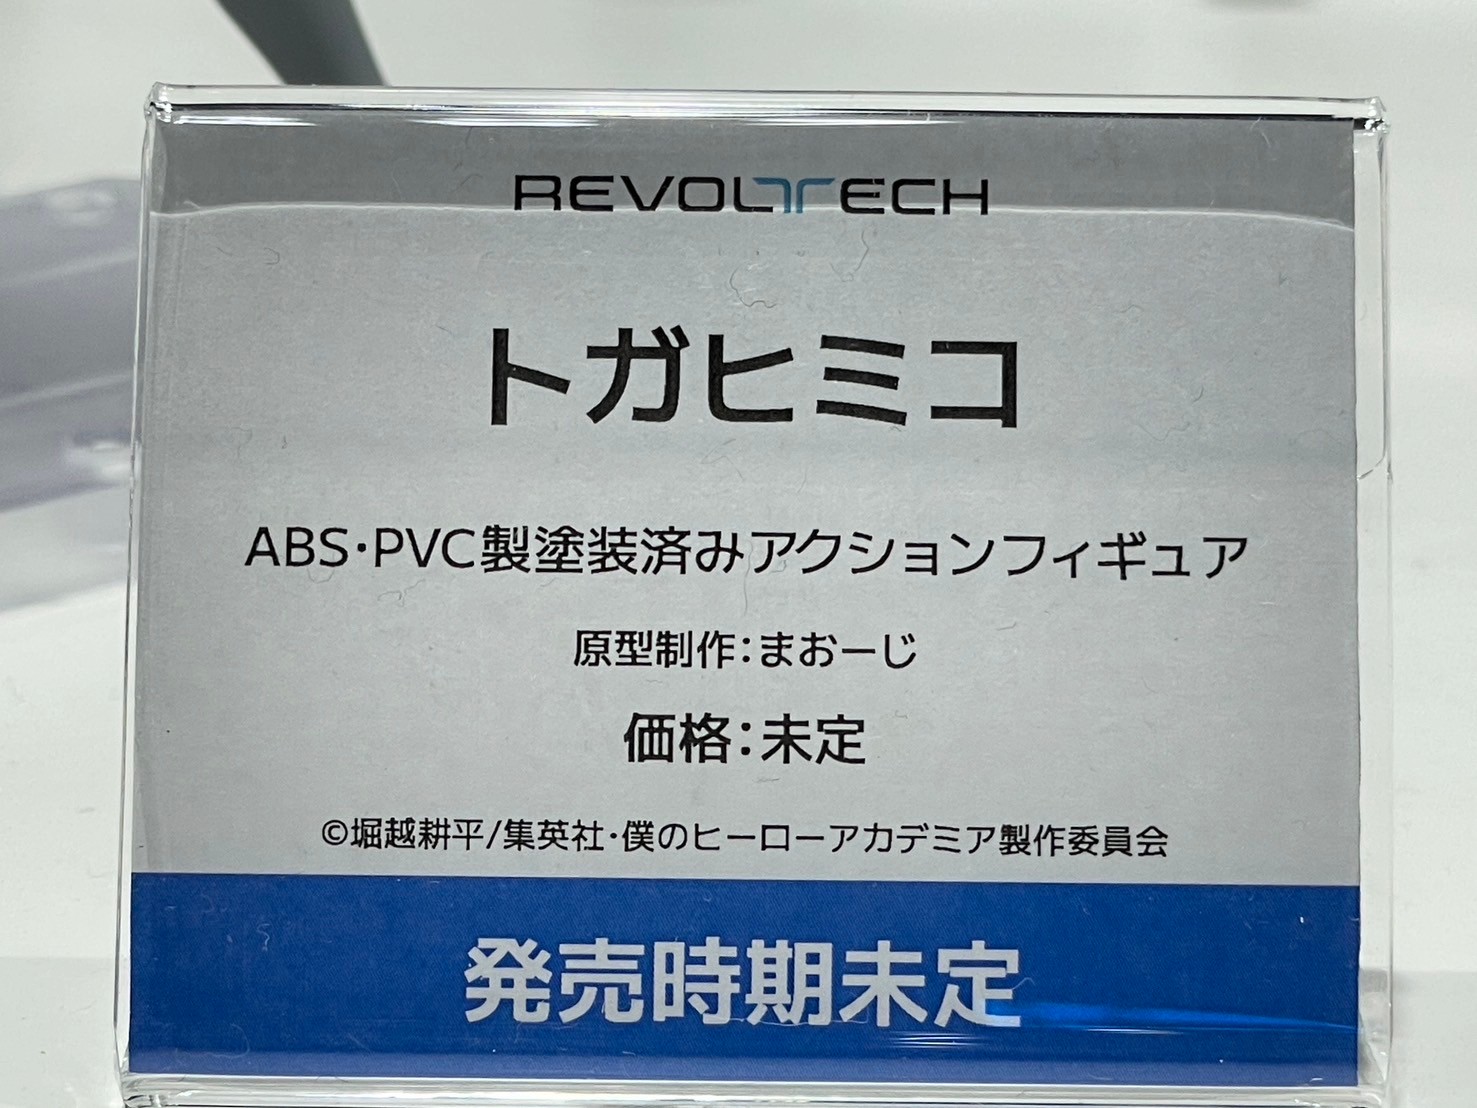 REVOLTECH
トガヒミコ
ABS・PVC製塗装済みアクションフィギュア
原型制作：まおーじ
価格：未定
©堀越耕平/集英社・僕のヒーローアカデミア製作委員会
発売時期未定